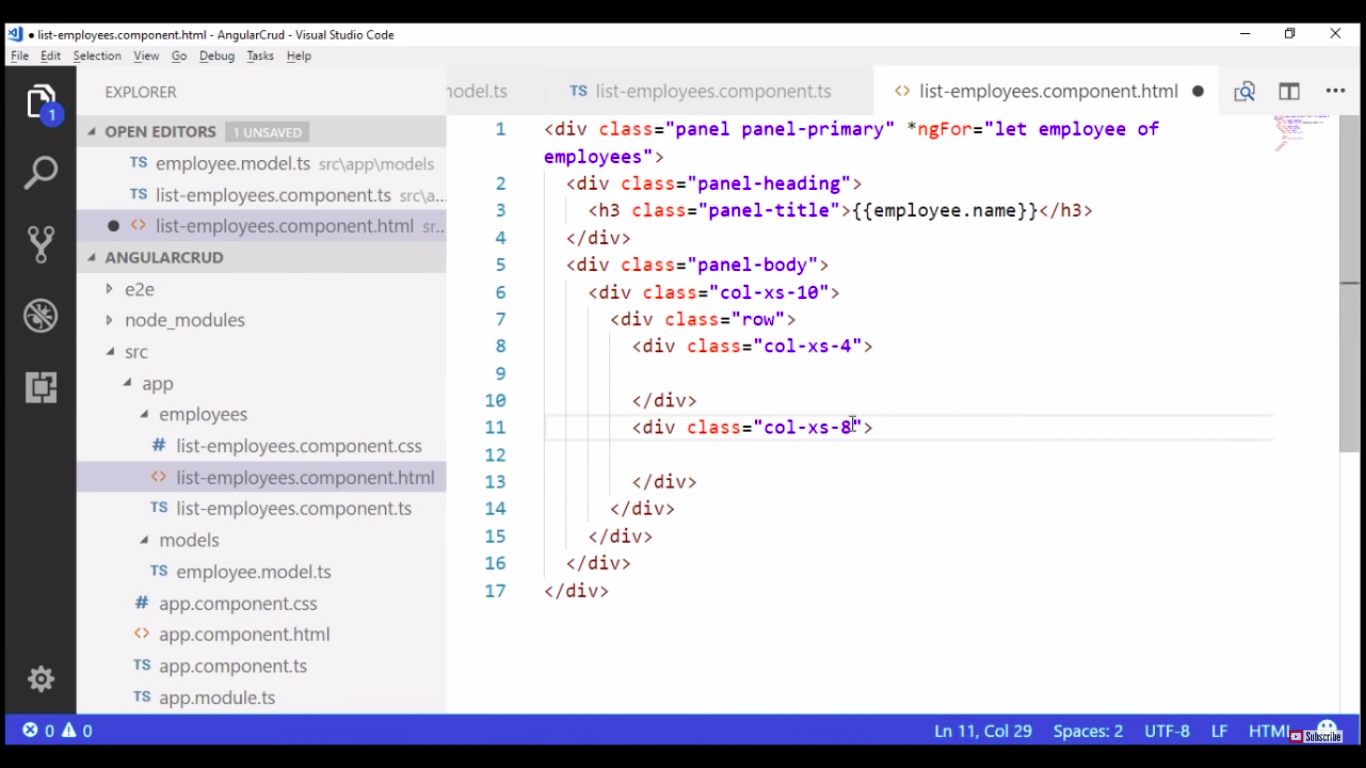 list-employees.component.html - AngularCrud - Visual Studio Code
File Edit Selection View Go Debug Tasks Help
1
EXPLORER
OPEN EDITORS 1 UNSAVED
TS employee.model.ts src\app\models
TS list-employees.component.ts src\a...
<> list-employees.component.html sr...
ANGULARCRUD
e2e
node_modules
src
app
employees
# list-employees.component.css
<> list-employees.component.html
TS list-employees.component.ts
models
TS employee.model.ts
# app.component.css
<> app.component.html
TS app.component.ts
TS app.module.ts
nodel.ts TS list-employees.component.ts <> list-employees.component.html
1 <div class="panel panel-primary" *ngFor="let employee of
employees">
2 <div class="panel-heading">
3 <h3 class="panel-title">{{employee.name}}</h3>
4 </div>
5 <div class="panel-body">
6 <div class="col-xs-10">
7 <div class="row">
8 <div class="col-xs-4">
9
10 </div>
11 <div class="col-xs-8">
12
13 </div>
14 </div>
15 </div>
16 </div>
17 </div>
0 0 Ln 11, Col 29 Spaces: 2 UTF-8 LF HTML
Subscribe